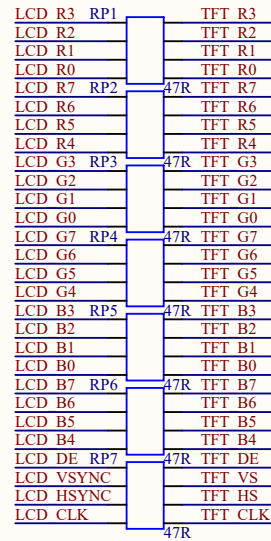 LCD R3 RP1 TFT R3
LCD R2 TFT R2
LCD R1 TFT R1
LCD R0 TFT R0
LCD R7 RP2 47R TFT R7
LCD R6 TFT R6
LCD R5 TFT R5
LCD R4 TFT R4
LCD G3 RP3 47R TFT G3
LCD G2 TFT G2
LCD G1 TFT G1
LCD G0 TFT G0
LCD G7 RP4 47R TFT G7
LCD G6 TFT G6
LCD G5 TFT G5
LCD G4 TFT G4
LCD B3 RP5 47R TFT B3
LCD B2 TFT B2
LCD B1 TFT B1
LCD B0 TFT B0
LCD B7 RP6 47R TFT B7
LCD B6 TFT B6
LCD B5 TFT B5
LCD B4 TFT B4
LCD DE RP7 47R TFT DE
LCD VSYNC TFT VS
LCD HSYNC TFT HS
LCD CLK TFT CLK
47R